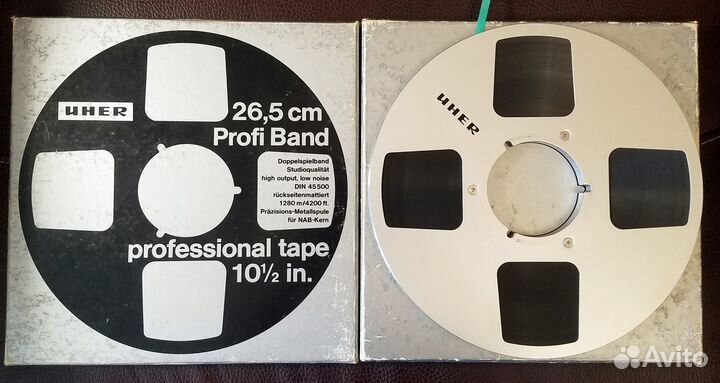 UHER
26,5 cm
Profi Band
Doppelspielband
Studioqualität
high output, low noise
DIN 45 500
rückseitenmattiert
1280 m/4200 ft.
Präzisions-Metallspule
für NAB-Kern
professional tape
10½ in.
UHER
Avito